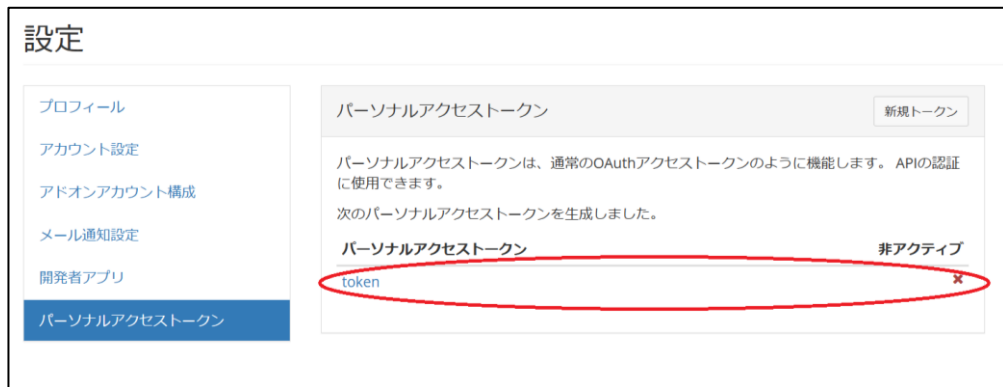 設定
プロフィール
アカウント設定
アドオンアカウント構成
メール通知設定
開発者アプリ
パーソナルアクセストークン
パーソナルアクセストークン
新規トークン
パーソナルアクセストークンは、通常のOAuthアクセストークンのように機能します。 APIの認証
に使用できます。
次のパーソナルアクセストークンを生成しました。
パーソナルアクセストークン
非アクティブ
token